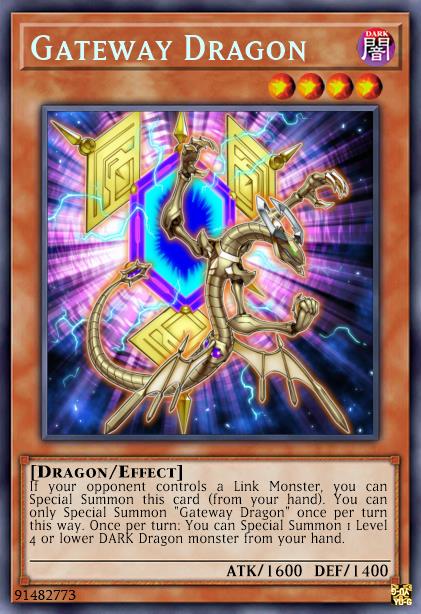 GATEWAY DRAGON
DARK
闇
[DRAGON/EFFECT]
If your opponent controls a Link Monster, you can
Special Summon this card (from your hand). You can
only Special Summon "Gateway Dragon" once per turn
this way. Once per turn: You can Special Summon 1 Level
4 or lower DARK Dragon monster from your hand.
ATK/1600 DEF/1400
91482773